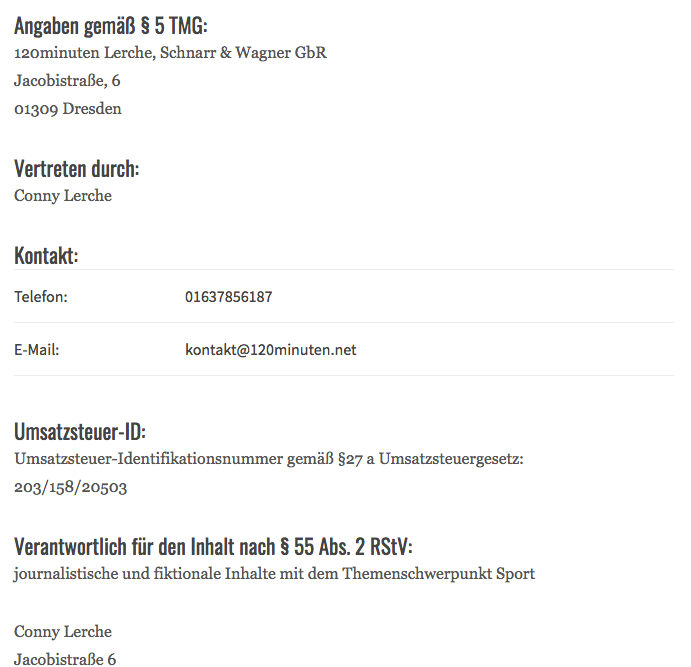 Angaben gemäß § 5 TMG:
120minuten Lerche, Schnarr & Wagner GbR
Jacobistraße, 6
01309 Dresden
Vertreten durch:
Conny Lerche
Kontakt:
Telefon: 01637856187
E-Mail: kontakt@120minuten.net
Umsatzsteuer-ID:
Umsatzsteuer-Identifikationsnummer gemäß §27 a Umsatzsteuergesetz:
203/158/20503
Verantwortlich für den Inhalt nach § 55 Abs. 2 RStV:
journalistische und fiktionale Inhalte mit dem Themenschwerpunkt Sport
Conny Lerche
Jacobistraße 6